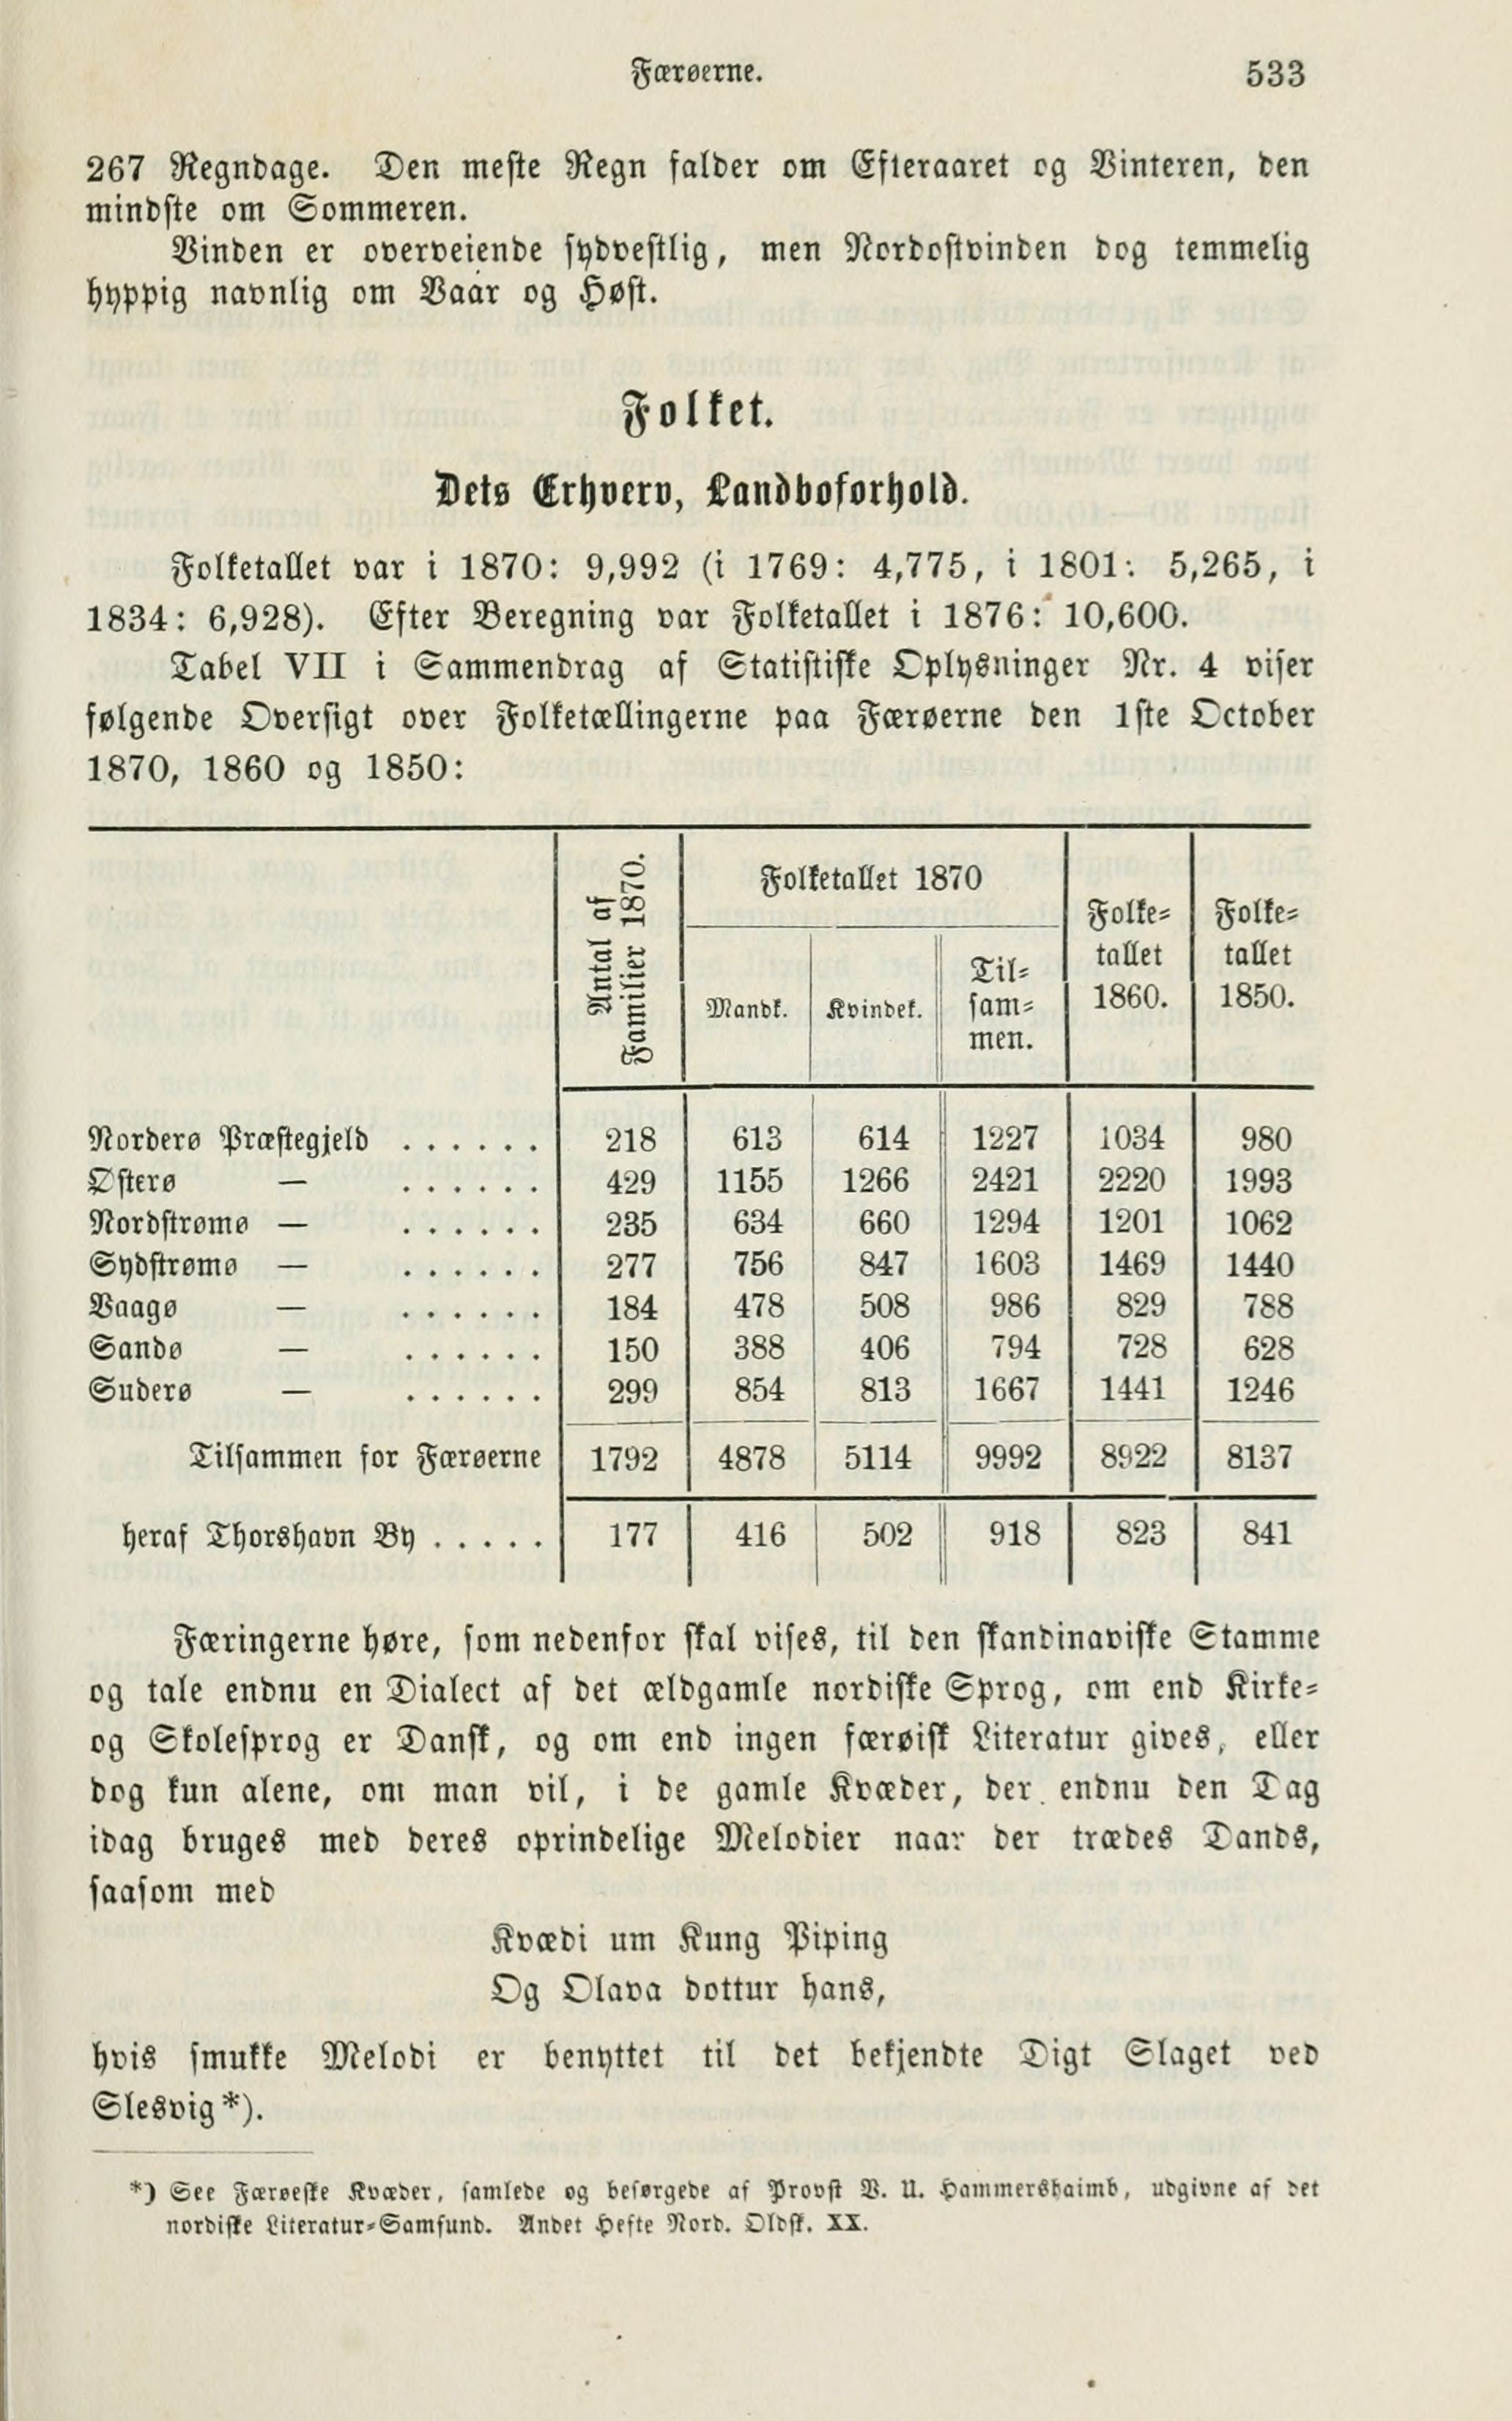 Færøerne. 533
267 Regndage. Den meste Regn falder om Efteraaret og Vinteren, den
mindste om Sommeren.
Vinden er overveiende sydvestlig, men Nordostvinden dog temmelig
hyppig navnlig om Vaar og Høst.
Folket.
Dets Erhverv, Landboforhold.
Folketallet var i 1870: 9,992 (i 1769: 4,775, i 1801: 5,265, i
1834: 6,928). Efter Beregning var Folketallet i 1876: 10,600.
Tabel VII i Sammendrag af Statistiske Oplysninger Nr. 4 viser
følgende Oversigt over Folketællingerne paa Færøerne den 1ste October
1870, 1860 og 1850:
Antal af
Familier 1870.
Folketallet 1870
Mandk.
Kvindek.
Til-
sam-
men.
Folke-
tallet
1860.
Folke-
tallet
1850.
Norderø Præstegjeld ...... 218 613 614 1227 1034 980
Østerø — ...... 429 1155 1266 2421 2220 1993
Nordstrømø — ...... 235 634 660 1294 1201 1062
Sydstrømø — ...... 277 756 847 1603 1469 1440
Vaagø — ...... 184 478 508 986 829 788
Sandø — ...... 150 388 406 794 728 628
Suderø — ...... 299 854 813 1667 1441 1246
Tilsammen for Færøerne 1792 4878 5114 9992 8922 8137
heraf Thorshavn By ..... 177 416 502 918 823 841
Færingerne høre, som nedenfor skal vises, til den skandinaviske Stamme
og tale endnu en Dialect af det ældgamle nordiske Sprog, om end Kirke-
og Skolesprog er Dansk, og om end ingen færøisk Literatur gives, eller
dog kun alene, om man vil, i de gamle Kvæder, der endnu den Dag
idag bruges med deres oprindelige Melodier naar der trædes Dands,
saasom med
Kvædi um Kung Piping
Og Olava dottur hans,
hvis smukke Melodi er benyttet til det bekjendte Digt Slaget ved
Slesvig *).
*) See Færøeske Kvæder, samlede og besørgede af Provst V. U. Hammershaimb, udgivne af det
nordiske Literatur-Samfund. Andet Hefte Nord. Oldsk. XX.